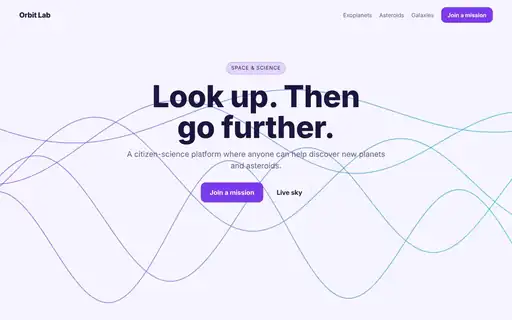 Orbit Lab
Exoplanets Asteroids Galaxies Join a mission
SPACE & SCIENCE
Look up. Then
go further.
A citizen-science platform where anyone can help discover new planets
and asteroids.
Join a mission Live sky